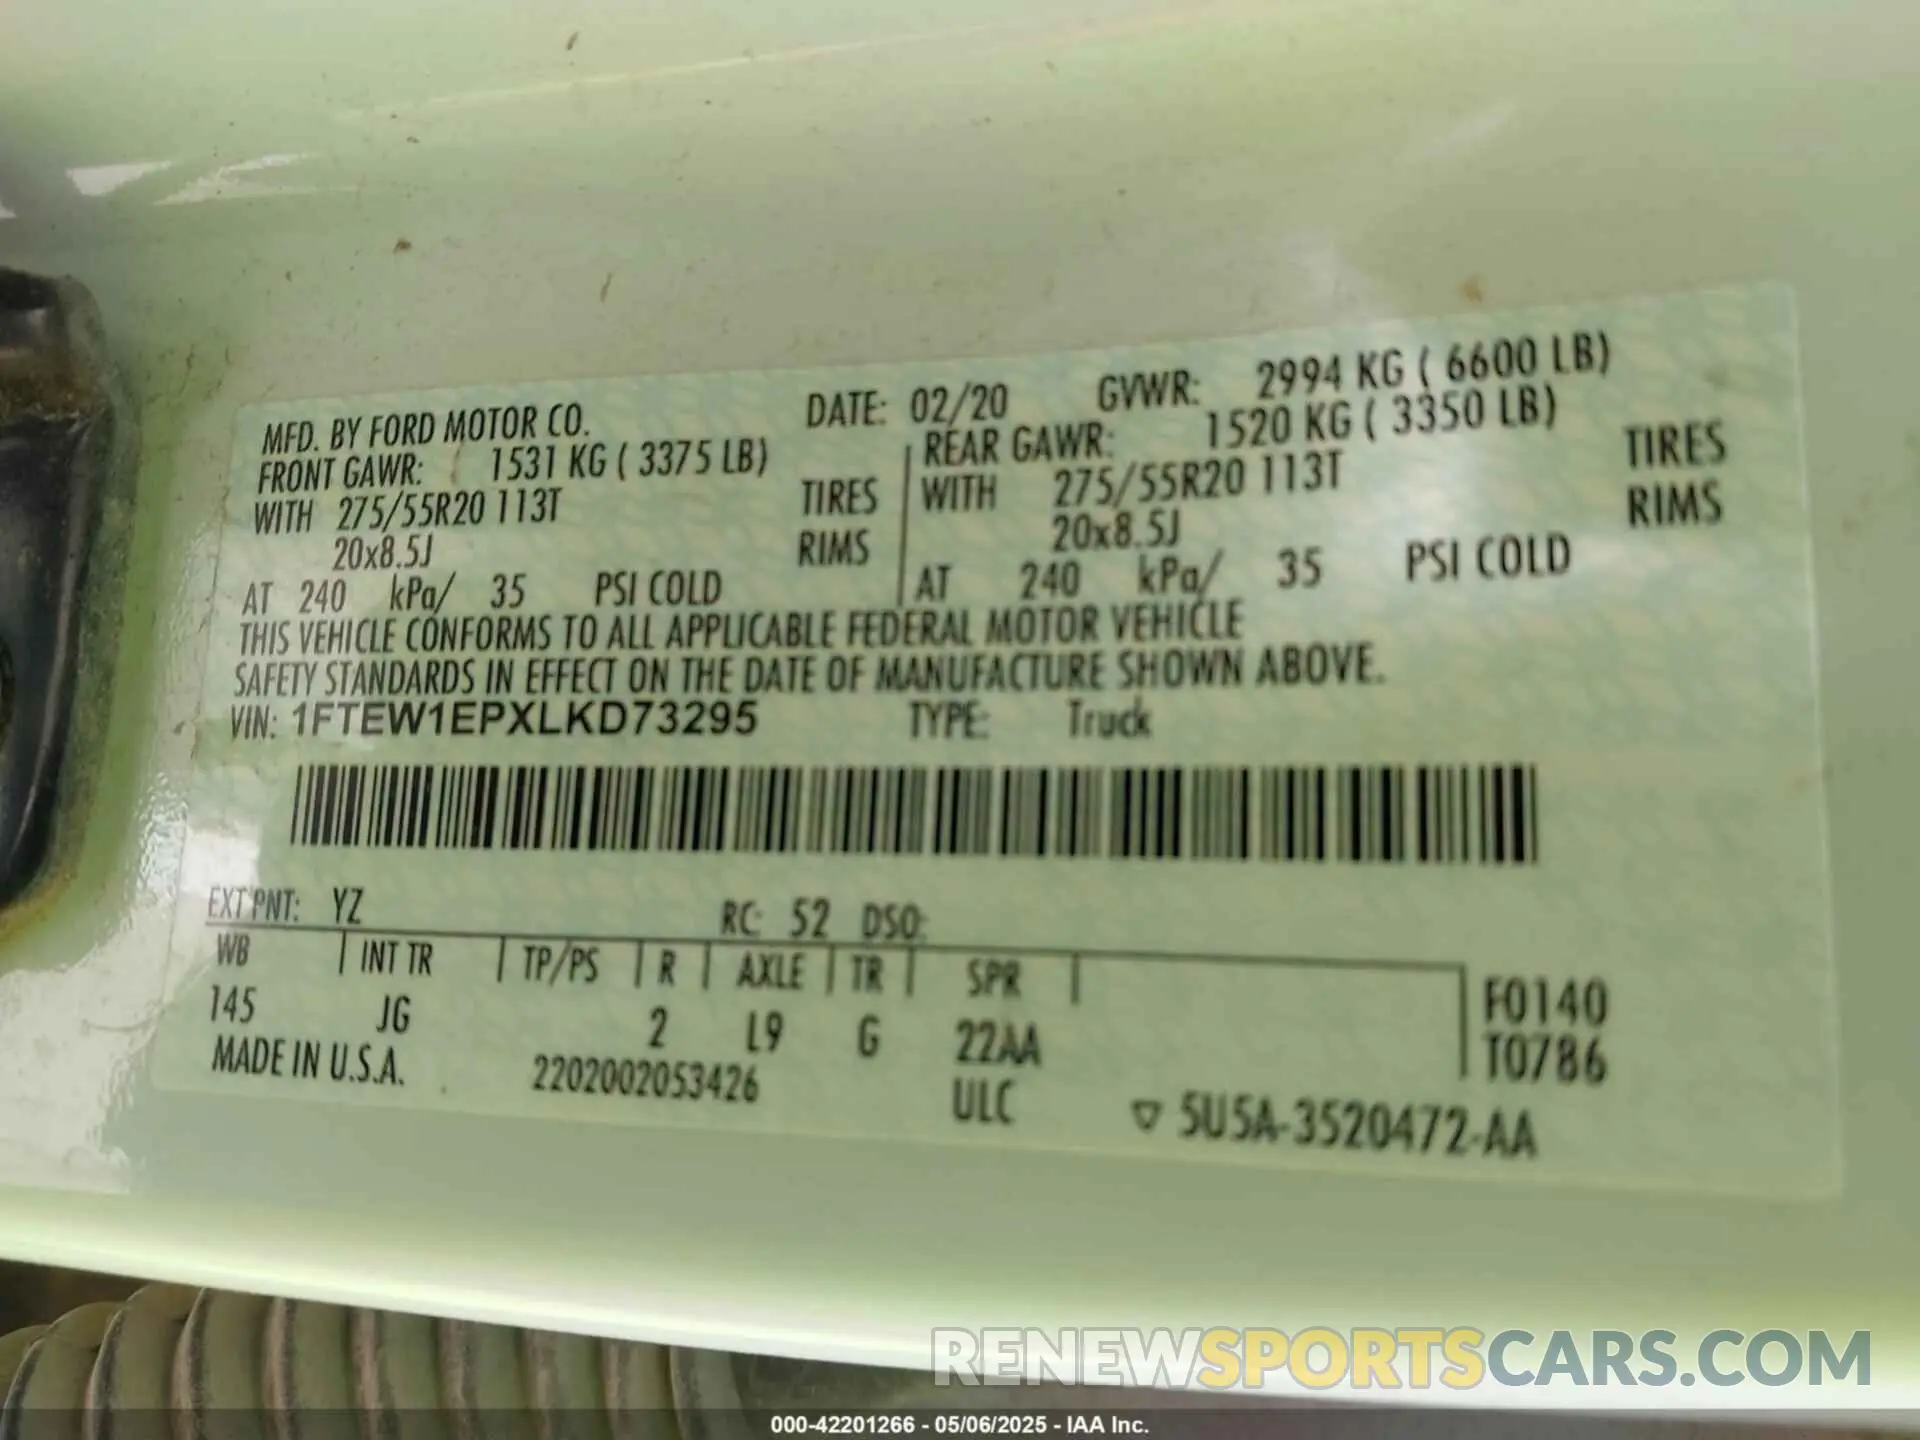 MFD. BY FORD MOTOR CO. DATE: 02/20 GVWR: 2994 KG ( 6600 LB)
FRONT GAWR: 1531 KG ( 3375 LB) REAR GAWR: 1520 KG ( 3350 LB)
WITH 275/55R20 113T TIRES WITH 275/55R20 113T TIRES
20x8.5J RIMS 20x8.5J RIMS
AT 240 kPa/ 35 PSI COLD AT 240 kPa/ 35 PSI COLD
THIS VEHICLE CONFORMS TO ALL APPLICABLE FEDERAL MOTOR VEHICLE
SAFETY STANDARDS IN EFFECT ON THE DATE OF MANUFACTURE SHOWN ABOVE.
VIN: 1FTEW1EPXLKD73295 TYPE: Truck
EXT PNT: YZ RC: 52 DSO:
WB INT TR TP/PS R AXLE TR SPR F0140
145 JG 2 L9 G 22AA T0786
MADE IN U.S.A. 2202002053426 ULC ▽ 5U5A-3520472-AA
RENEWSPORTSCARS.COM
000-42201266 - 05/06/2025 - IAA Inc.